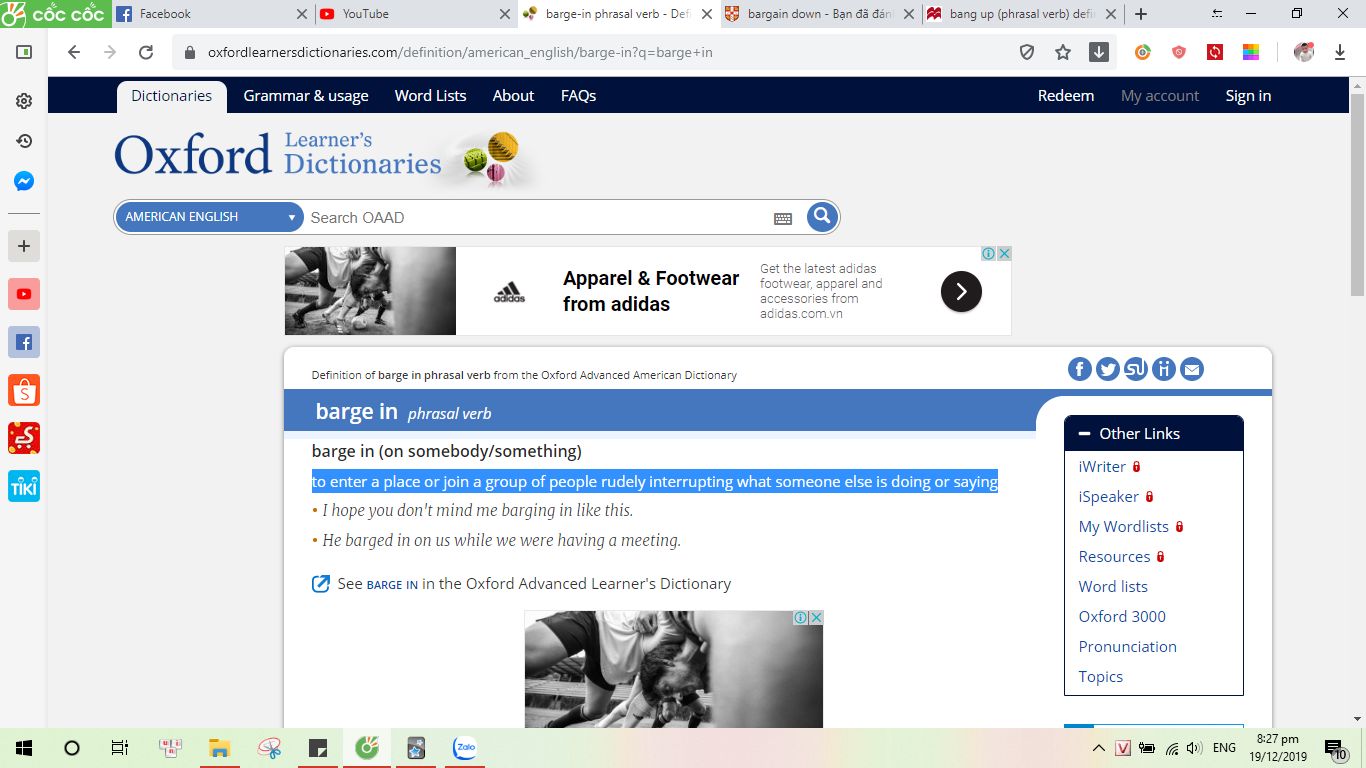 CỐC CỐC
Facebook
YouTube
barge-in phrasal verb - Defi
bargain down - Bạn đã đánh
bang up (phrasal verb) defin
oxfordlearnersdictionaries.com/definition/american_english/barge-in?q=barge+in
Dictionaries
Grammar & usage
Word Lists
About
FAQs
Redeem
My account
Sign in
Oxford Learner's Dictionaries
AMERICAN ENGLISH
Search OAAD
adidas
Apparel & Footwear
from adidas
Get the latest adidas
footwear, apparel and
accessories from
adidas.com.vn
Definition of barge in phrasal verb from the Oxford Advanced American Dictionary
barge in phrasal verb
barge in (on somebody/something)
to enter a place or join a group of people rudely interrupting what someone else is doing or saying
• I hope you don't mind me barging in like this.
• He barged in on us while we were having a meeting.
See BARGE IN in the Oxford Advanced Learner's Dictionary
Other Links
iWriter
iSpeaker
My Wordlists
Resources
Word lists
Oxford 3000
Pronunciation
Topics
TIKI
Zalo
V
ENG
8:27 pm
19/12/2019
10